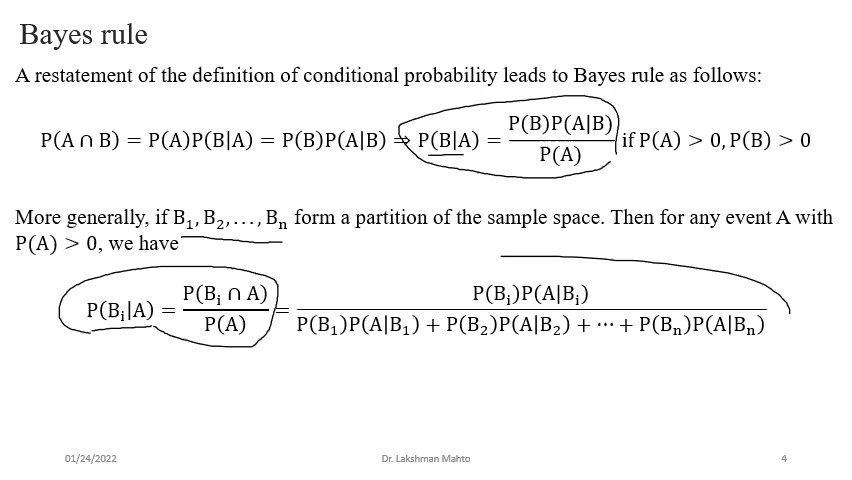 Bayes rule
A restatement of the definition of conditional probability leads to Bayes rule as follows:
P(A ∩ B) = P(A)P(B|A) = P(B)P(A|B) ⇒ P(B|A) = P(B)P(A|B) / P(A) if P(A) > 0, P(B) > 0
More generally, if B₁, B₂, …, Bₙ form a partition of the sample space. Then for any event A with
P(A) > 0, we have
P(Bᵢ|A) = P(Bᵢ ∩ A) / P(A) = P(Bᵢ)P(A|Bᵢ) / P(B₁)P(A|B₁) + P(B₂)P(A|B₂) + ⋯ + P(Bₙ)P(A|Bₙ)
01/24/2022 Dr. Lakshman Mahto 4